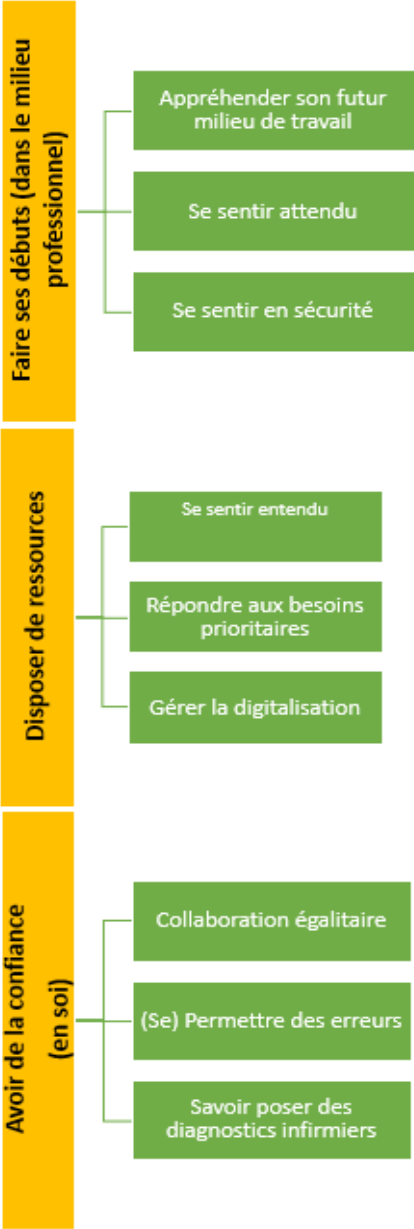 Faire ses débuts (dans le milieu
professionnel)
Appréhender son futur
milieu de travail
Se sentir attendu
Se sentir en sécurité
Disposer de ressources
Se sentir entendu
Répondre aux besoins
prioritaires
Gérer la digitalisation
Avoir de la confiance
(en soi)
Collaboration égalitaire
(Se) Permettre des erreurs
Savoir poser des
diagnostics infirmiers